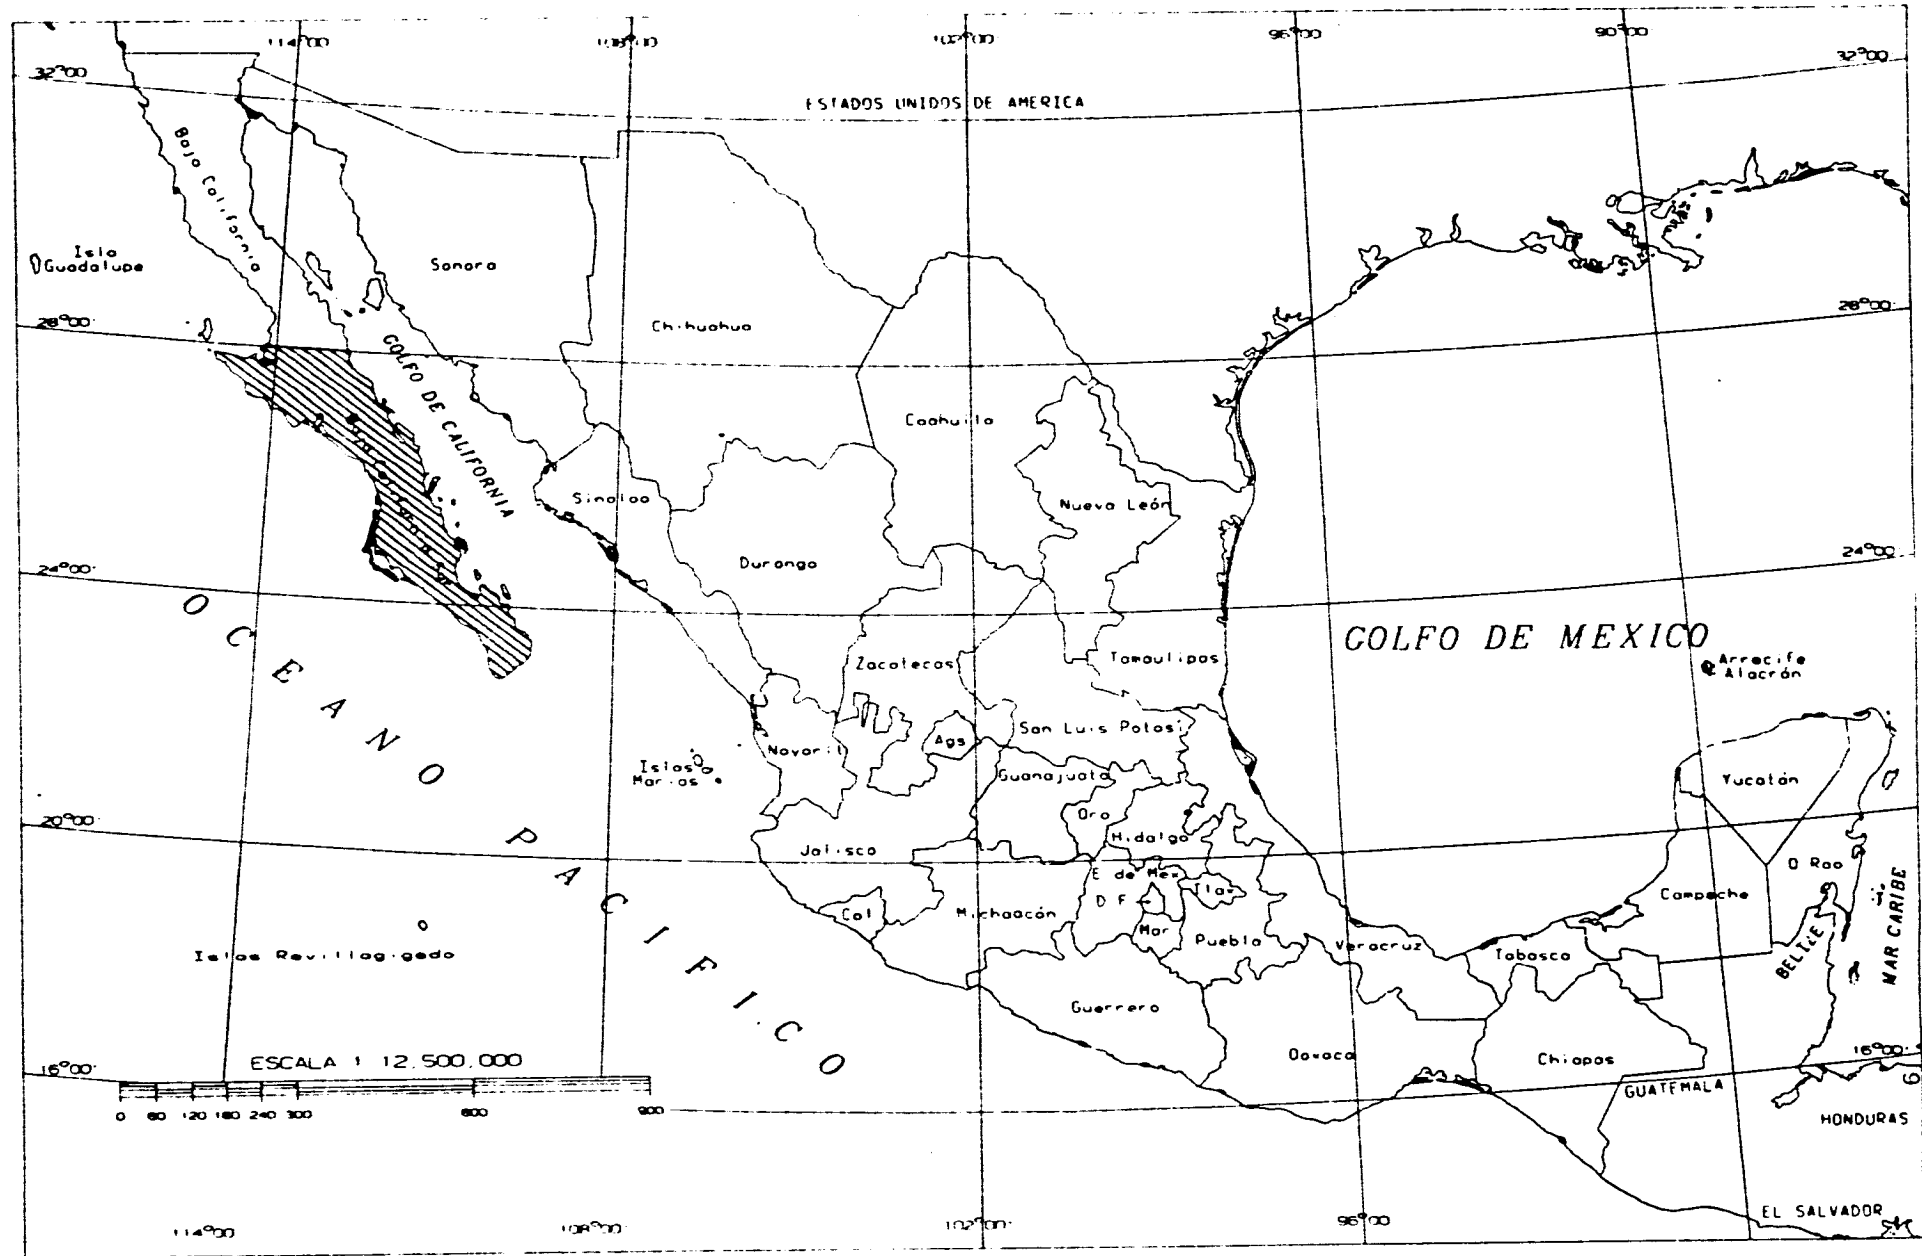 114°00'
108°00'
102°00'
96°00'
90°00'
32°00'
32°00'
ESTADOS UNIDOS DE AMERICA
Baja California
Isla
Guadalupe
Sonora
28°00'
28°00'
Chihuahua
GOLFO DE CALIFORNIA
Coahuila
Sinaloa
Nueva León
24°00'
24°00'
Durango
OCEANO PACIFICO
GOLFO DE MEXICO
Zacatecas
Tamaulipas
Arrecife
Alacrán
San Luis Potosi
Ags
Nayarit
Islas
Marias
Guanajuato
Yucatán
20°00'
Qro
Hidalgo
Jalisco
Q Roo
E de Mex
Tlax
D F
Campeche
MAR CARIBE
Col
Michoacón
Mor
Puebla
Veracruz
Tabasco
BELICE
Islas Revillagigedo
Guerrero
Oaxaca
Chiapas
16°00'
16°00'
ESCALA 1 12,500,000
GUATEMALA
0 60 120 180 240 300 600 900
HONDURAS
114°00'
108°00'
102°00'
96°00'
EL SALVADOR